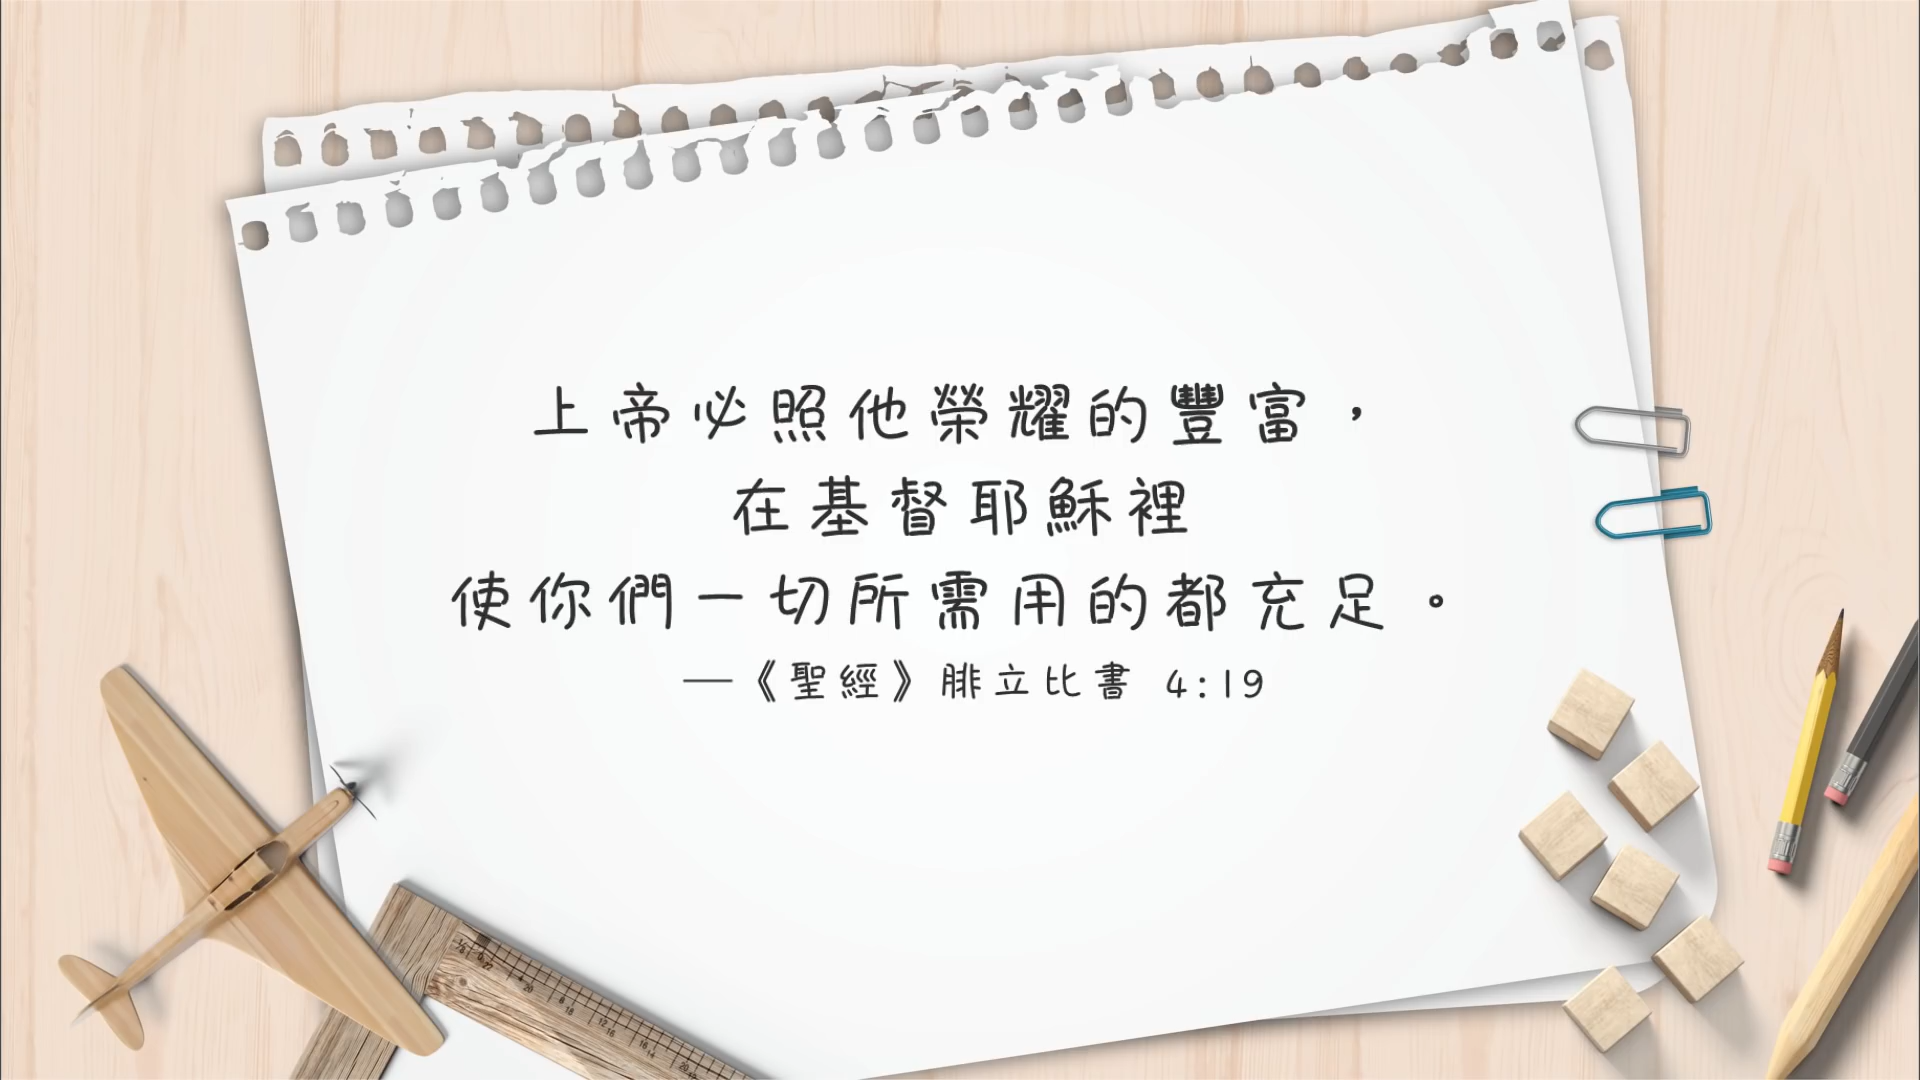 上帝必照他榮耀的豐富，
在基督耶穌裡
使你們一切所需用的都充足。
—《聖經》腓立比書 4:19